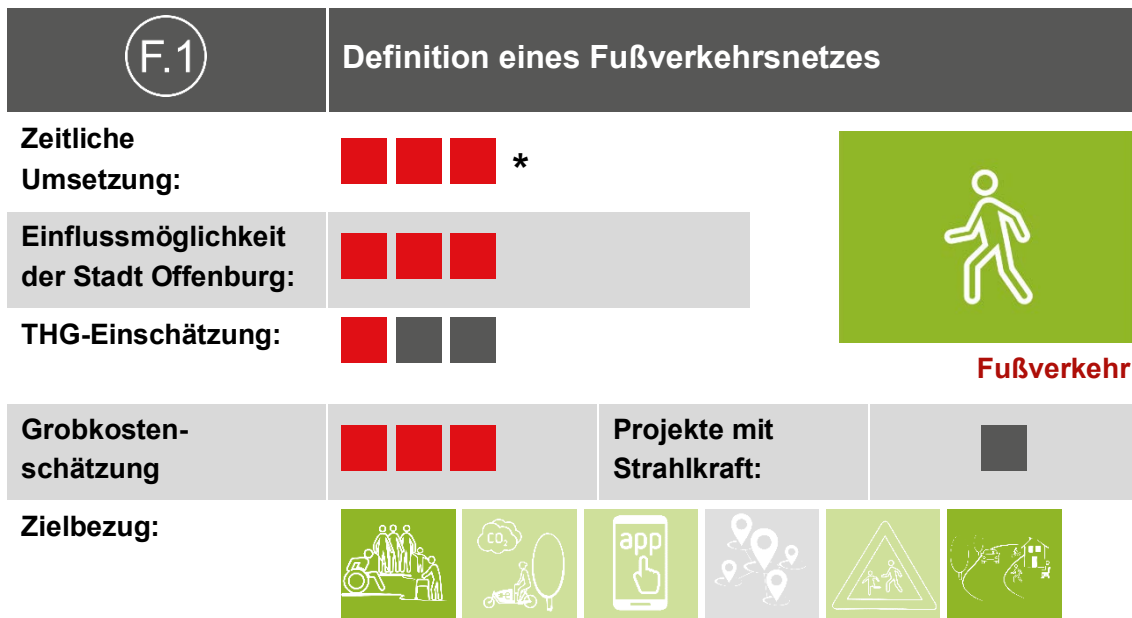 F.1
Definition eines Fußverkehrsnetzes
Zeitliche
Umsetzung:
*
Einflussmöglichkeit
der Stadt Offenburg:
THG-Einschätzung:
Fußverkehr
Grobkosten-
schätzung
Projekte mit
Strahlkraft:
Zielbezug:
CO2
app